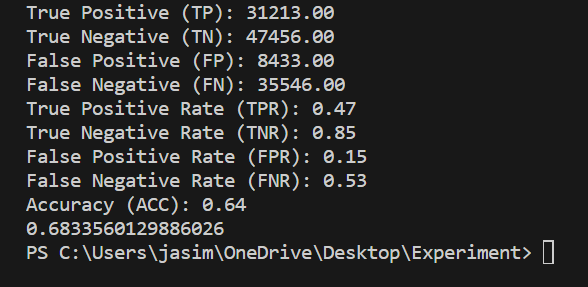 True Positive (TP): 31213.00
True Negative (TN): 47456.00
False Positive (FP): 8433.00
False Negative (FN): 35546.00
True Positive Rate (TPR): 0.47
True Negative Rate (TNR): 0.85
False Positive Rate (FPR): 0.15
False Negative Rate (FNR): 0.53
Accuracy (ACC): 0.64
0.6833560129886026
PS C:\Users\jasim\OneDrive\Desktop\Experiment>